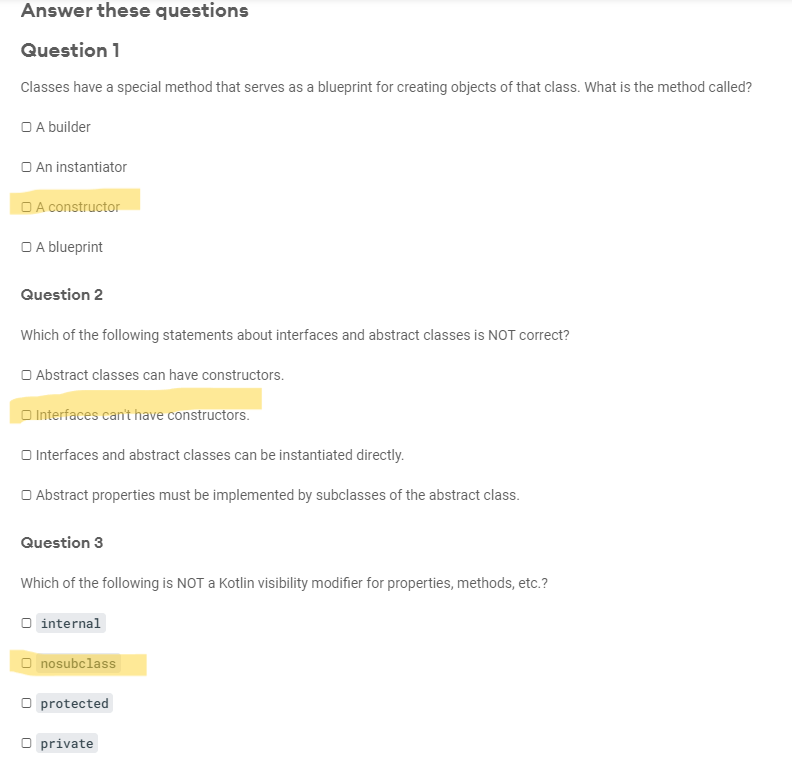 Answer these questions
Question 1
Classes have a special method that serves as a blueprint for creating objects of that class. What is the method called?
A builder
An instantiator
A constructor
A blueprint
Question 2
Which of the following statements about interfaces and abstract classes is NOT correct?
Abstract classes can have constructors.
Interfaces can't have constructors.
Interfaces and abstract classes can be instantiated directly.
Abstract properties must be implemented by subclasses of the abstract class.
Question 3
Which of the following is NOT a Kotlin visibility modifier for properties, methods, etc.?
internal
nosubclass
protected
private